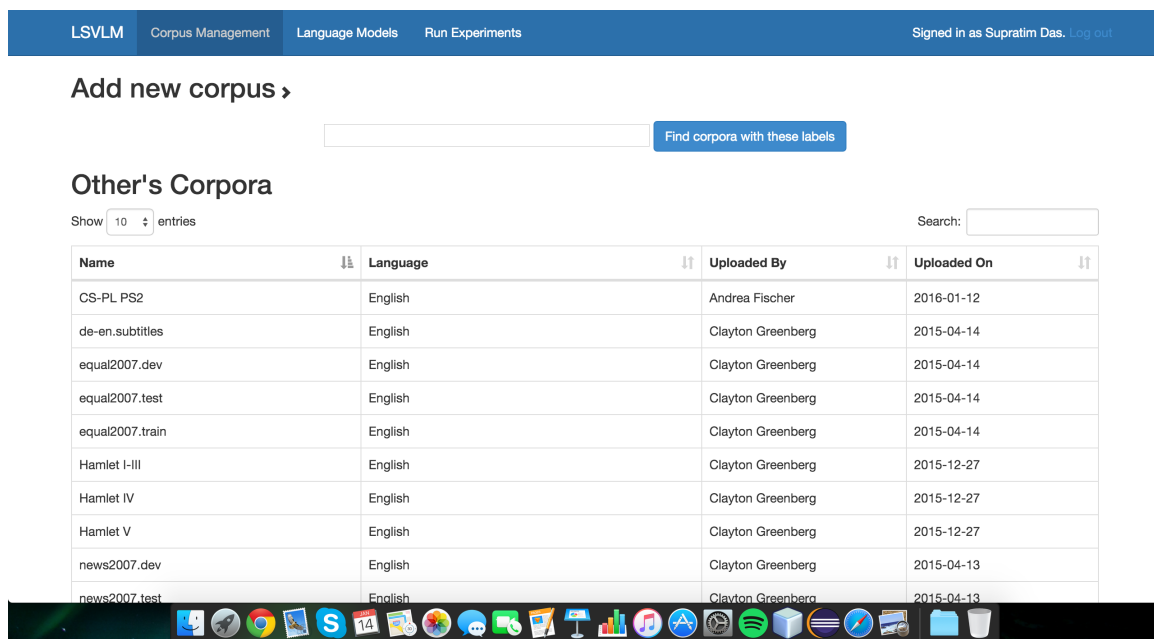 LSVLM Corpus Management Language Models Run Experiments Signed in as Supratim Das. Log out
Add new corpus
Find corpora with these labels
Other's Corpora
Show 10 entries Search:
Name Language Uploaded By Uploaded On
CS-PL PS2 English Andrea Fischer 2016-01-12
de-en.subtitles English Clayton Greenberg 2015-04-14
equal2007.dev English Clayton Greenberg 2015-04-14
equal2007.test English Clayton Greenberg 2015-04-14
equal2007.train English Clayton Greenberg 2015-04-14
Hamlet I-III English Clayton Greenberg 2015-12-27
Hamlet IV English Clayton Greenberg 2015-12-27
Hamlet V English Clayton Greenberg 2015-12-27
news2007.dev English Clayton Greenberg 2015-04-13
news2007.test English Clayton Greenberg 2015-04-13
JAN
14